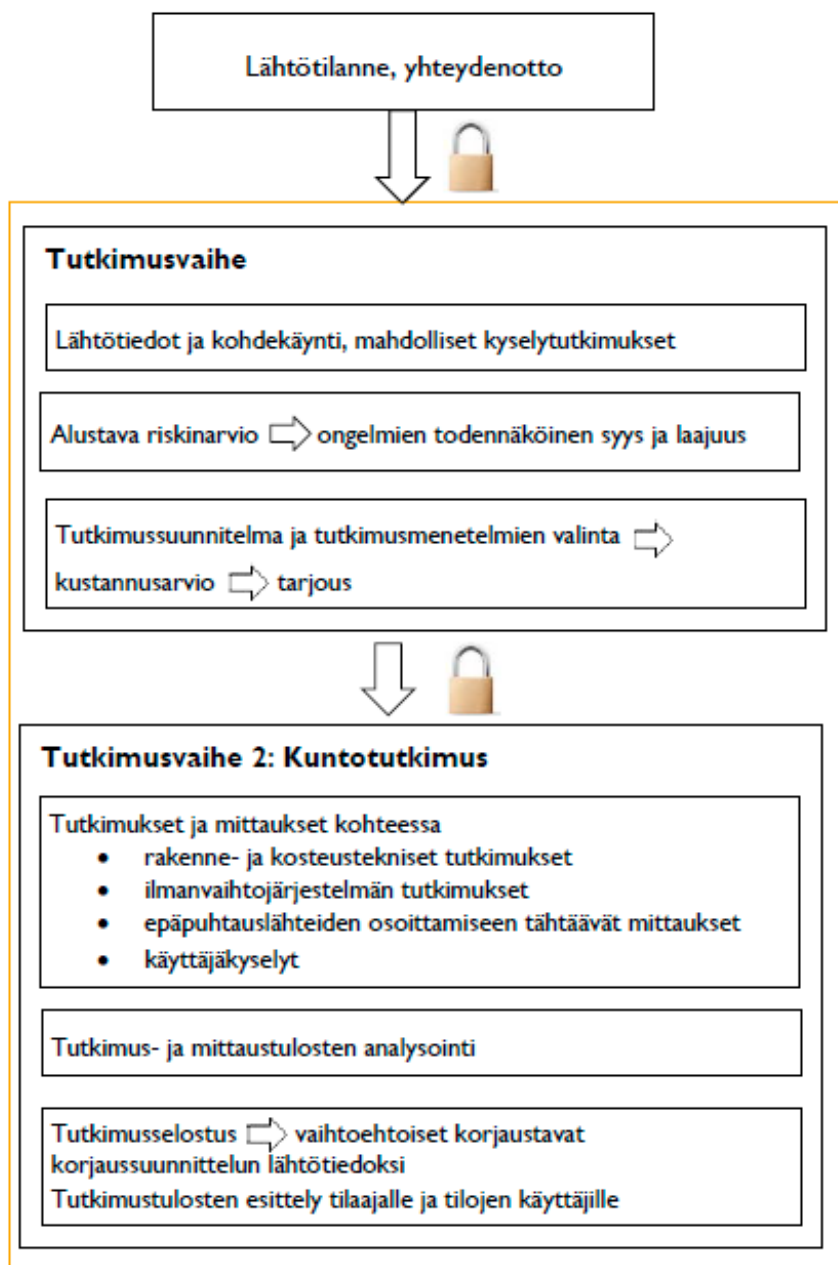 Lähtötilanne, yhteydenotto
Tutkimusvaihe
Lähtötiedot ja kohdekäynti, mahdolliset kyselytutkimukset
Alustava riskinarvio ongelmien todennäköinen syys ja laajuus
Tutkimussuunnitelma ja tutkimusmenetelmien valinta
kustannusarvio tarjous
Tutkimusvaihe 2: Kuntotutkimus
Tutkimukset ja mittaukset kohteessa
• rakenne- ja kosteustekniset tutkimukset
• ilmanvaihtojärjestelmän tutkimukset
• epäpuhtauslähteiden osoittamiseen tähtäävät mittaukset
• käyttäjäkyselyt
Tutkimus- ja mittaustulosten analysointi
Tutkimusselostus vaihtoehtoiset korjaustavat
korjaussuunnittelun lähtötiedoksi
Tutkimustulosten esittely tilaajalle ja tilojen käyttäjille